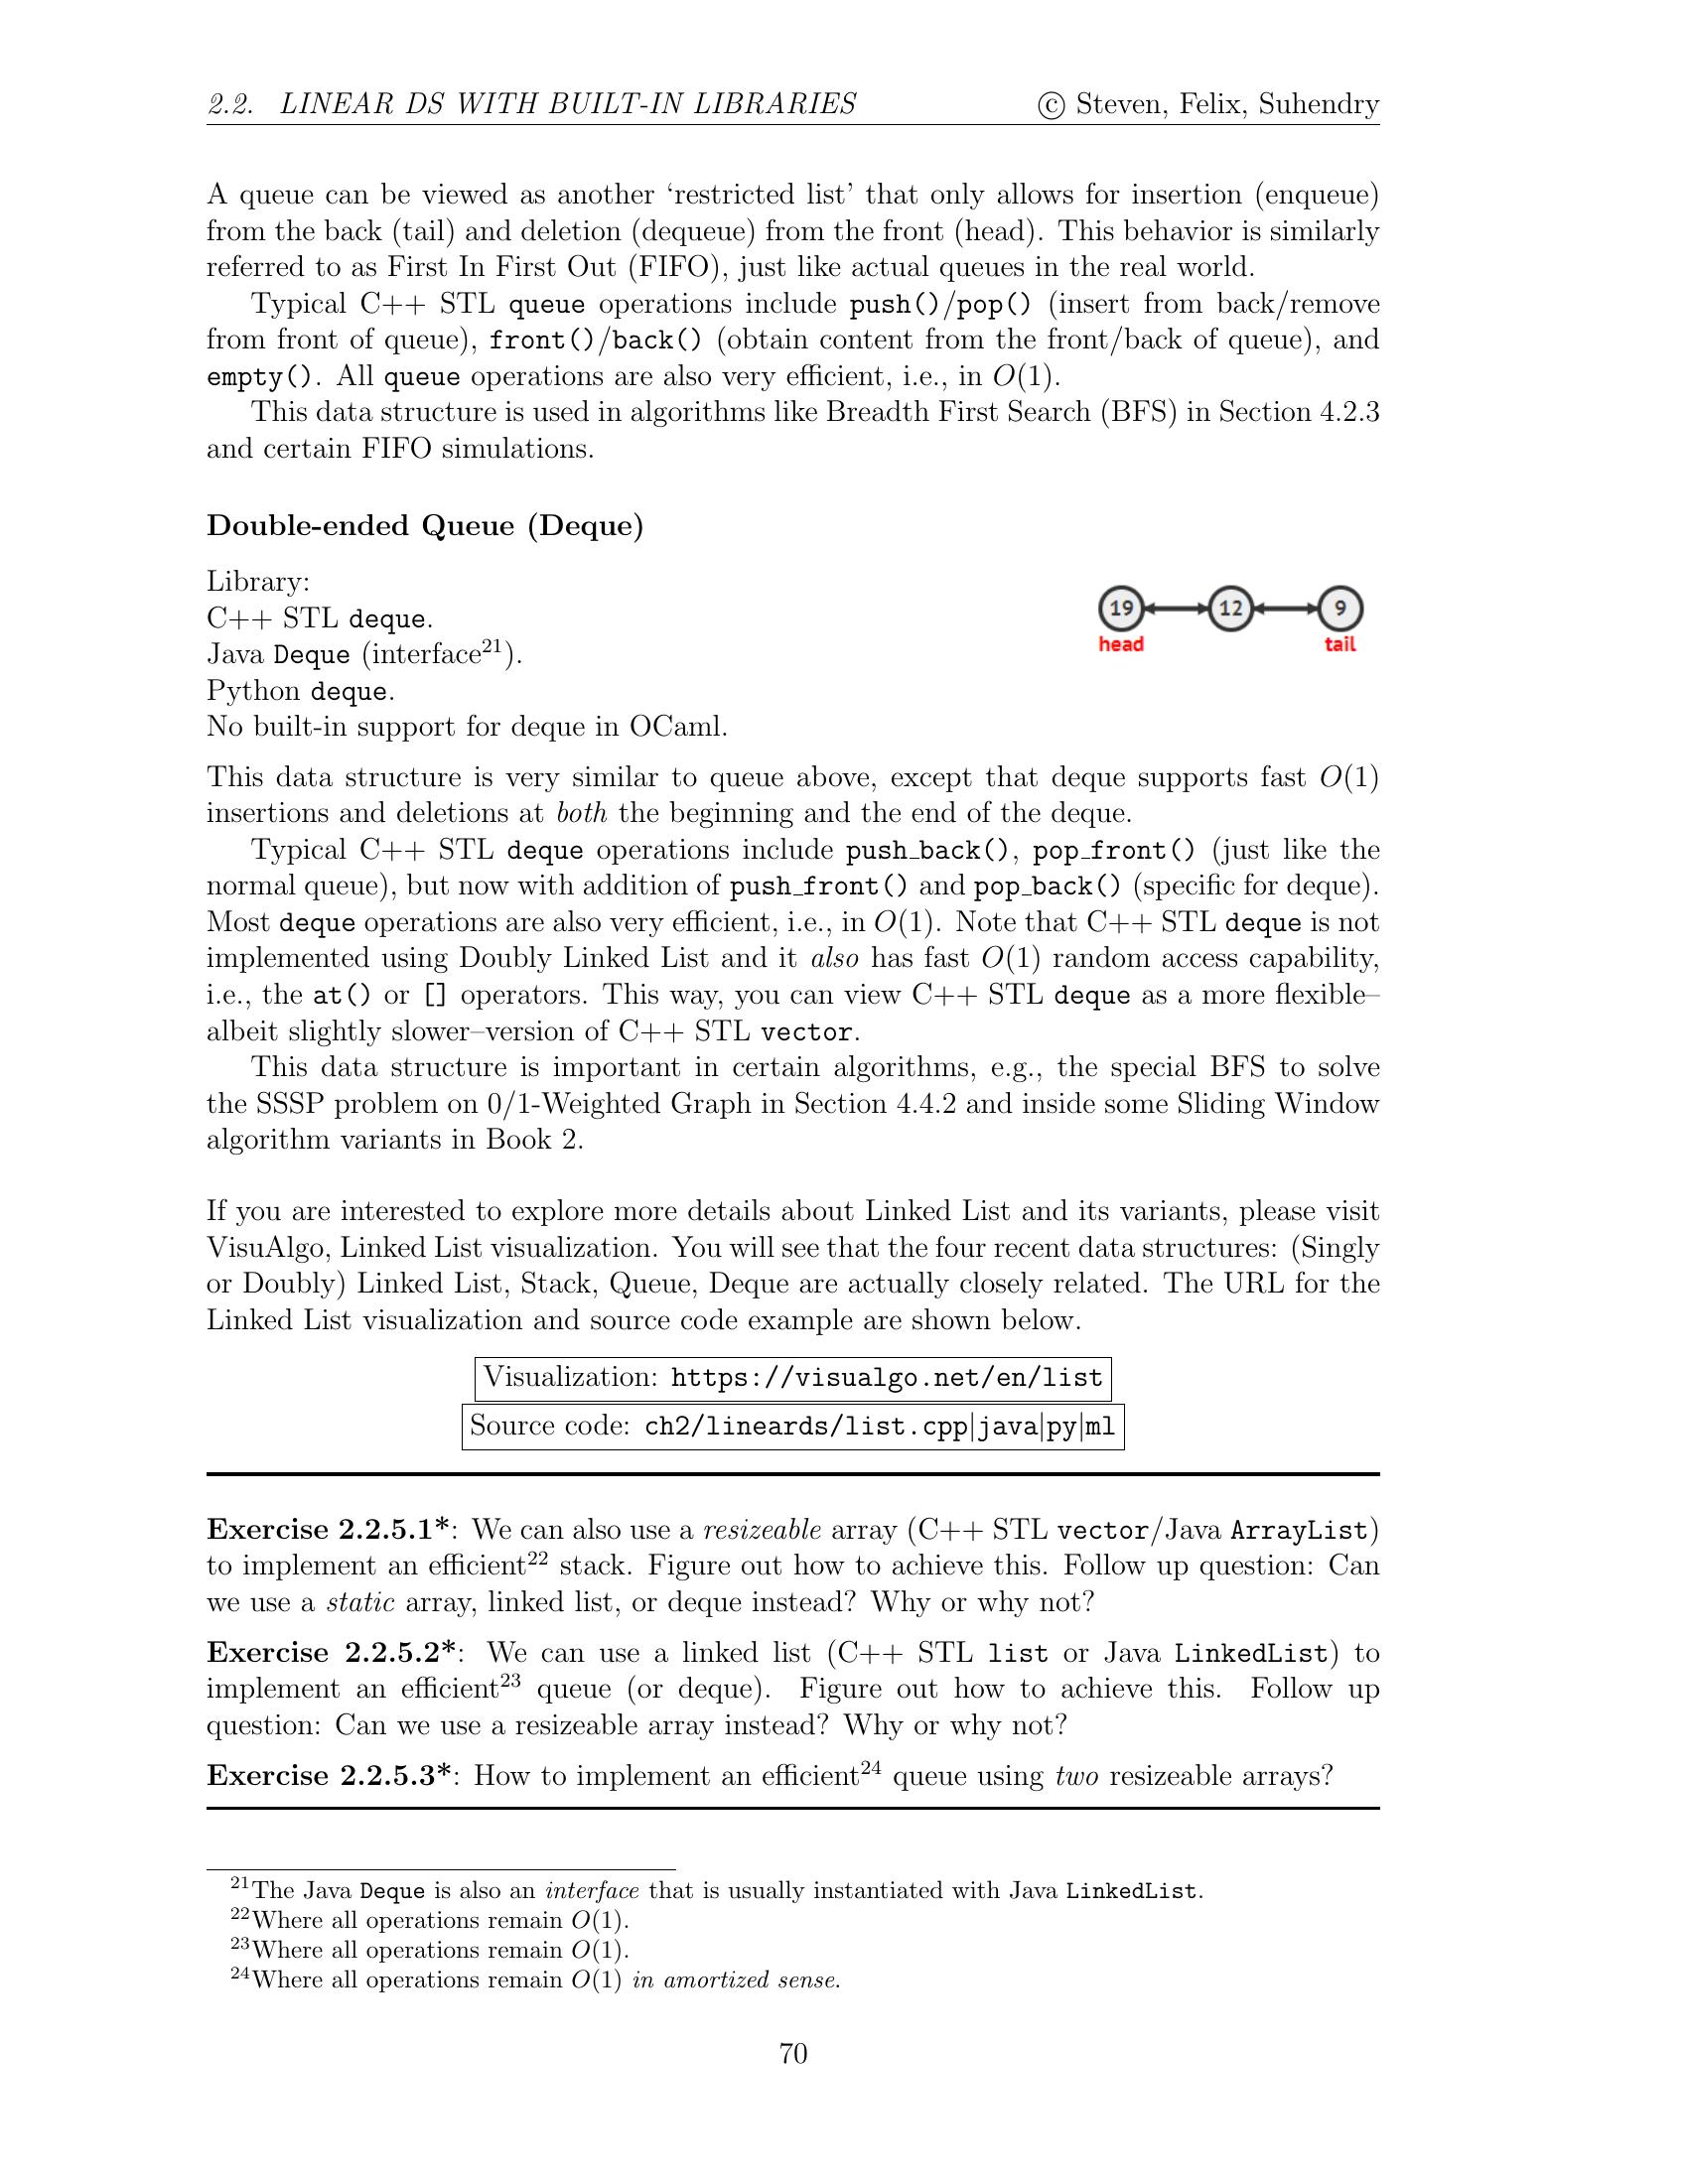 2.2. LINEAR DS WITH BUILT-IN LIBRARIES © Steven, Felix, Suhendry
A queue can be viewed as another ‘restricted list’ that only allows for insertion (enqueue)
from the back (tail) and deletion (dequeue) from the front (head). This behavior is similarly
referred to as First In First Out (FIFO), just like actual queues in the real world.
Typical C++ STL queue operations include push()/pop() (insert from back/remove
from front of queue), front()/back() (obtain content from the front/back of queue), and
empty(). All queue operations are also very efficient, i.e., in O(1).
This data structure is used in algorithms like Breadth First Search (BFS) in Section 4.2.3
and certain FIFO simulations.
Double-ended Queue (Deque)
Library:
C++ STL deque.
Java Deque (interface21).
Python deque.
No built-in support for deque in OCaml.
19 12 9
head tail
This data structure is very similar to queue above, except that deque supports fast O(1)
insertions and deletions at both the beginning and the end of the deque.
Typical C++ STL deque operations include push_back(), pop_front() (just like the
normal queue), but now with addition of push_front() and pop_back() (specific for deque).
Most deque operations are also very efficient, i.e., in O(1). Note that C++ STL deque is not
implemented using Doubly Linked List and it also has fast O(1) random access capability,
i.e., the at() or [] operators. This way, you can view C++ STL deque as a more flexible–
albeit slightly slower–version of C++ STL vector.
This data structure is important in certain algorithms, e.g., the special BFS to solve
the SSSP problem on 0/1-Weighted Graph in Section 4.4.2 and inside some Sliding Window
algorithm variants in Book 2.
If you are interested to explore more details about Linked List and its variants, please visit
VisuAlgo, Linked List visualization. You will see that the four recent data structures: (Singly
or Doubly) Linked List, Stack, Queue, Deque are actually closely related. The URL for the
Linked List visualization and source code example are shown below.
Visualization: https://visualgo.net/en/list
Source code: ch2/lineards/list.cpp|java|py|ml
Exercise 2.2.5.1*: We can also use a resizeable array (C++ STL vector/Java ArrayList)
to implement an efficient22 stack. Figure out how to achieve this. Follow up question: Can
we use a static array, linked list, or deque instead? Why or why not?
Exercise 2.2.5.2*: We can use a linked list (C++ STL list or Java LinkedList) to
implement an efficient23 queue (or deque). Figure out how to achieve this. Follow up
question: Can we use a resizeable array instead? Why or why not?
Exercise 2.2.5.3*: How to implement an efficient24 queue using two resizeable arrays?
21The Java Deque is also an interface that is usually instantiated with Java LinkedList.
22Where all operations remain O(1).
23Where all operations remain O(1).
24Where all operations remain O(1) in amortized sense.
70